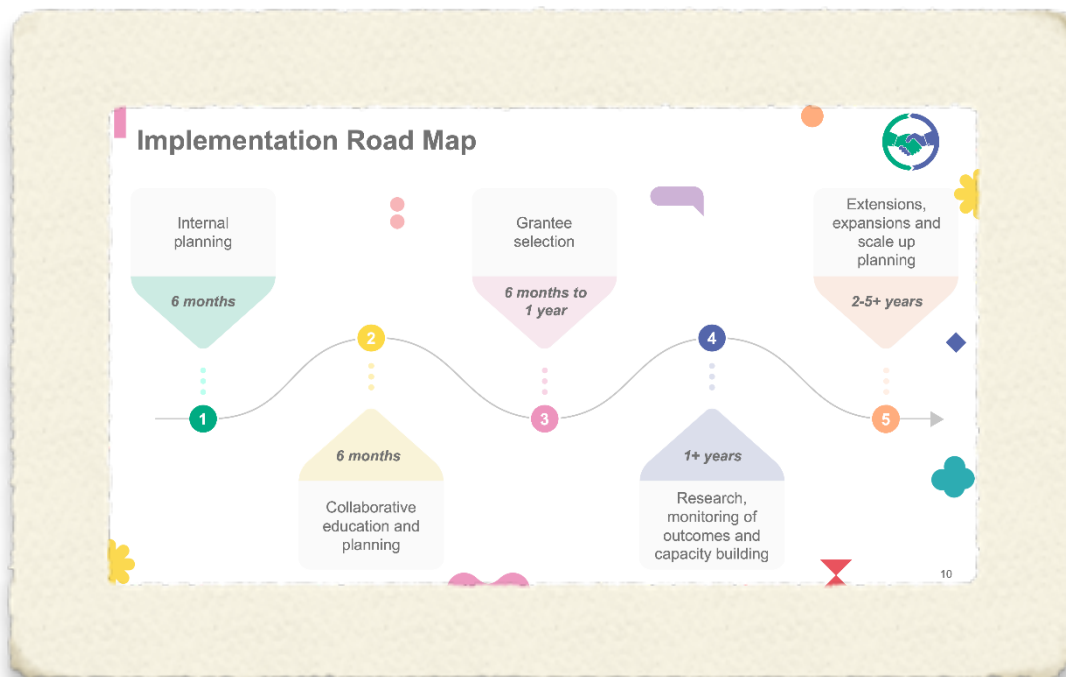 Implementation Road Map
Internal
planning
6 months
1
2
6 months
Collaborative
education and
planning
Grantee
selection
6 months to
1 year
3
4
1+ years
Research,
monitoring of
outcomes and
capacity building
Extensions,
expansions and
scale up
planning
2-5+ years
5
10